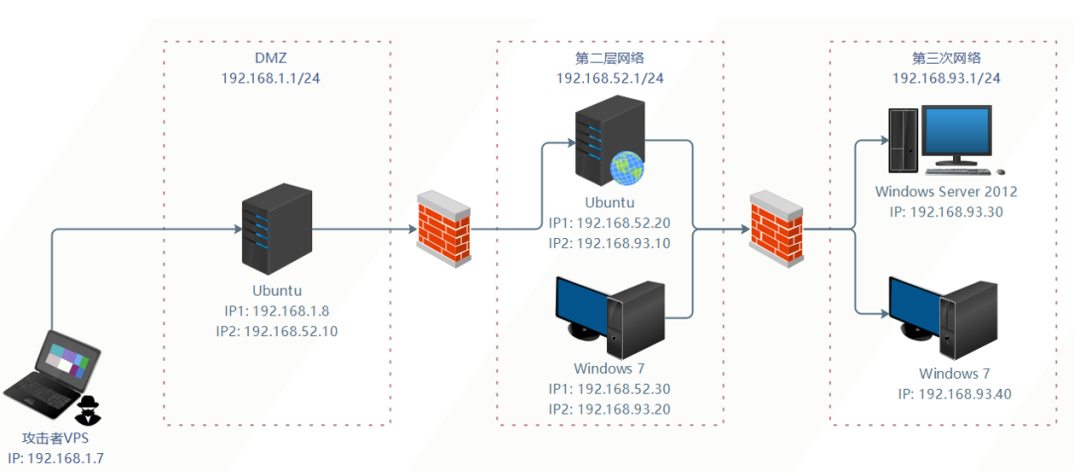 DMZ
192.168.1.1/24
第二层网络
192.168.52.1/24
第三次网络
192.168.93.1/24
Ubuntu
IP1: 192.168.52.20
IP2: 192.168.93.10
Windows Server 2012
IP: 192.168.93.30
Ubuntu
IP1: 192.168.1.8
IP2: 192.168.52.10
Windows 7
IP1: 192.168.52.30
IP2: 192.168.93.20
Windows 7
IP: 192.168.93.40
攻击者VPS
IP: 192.168.1.7